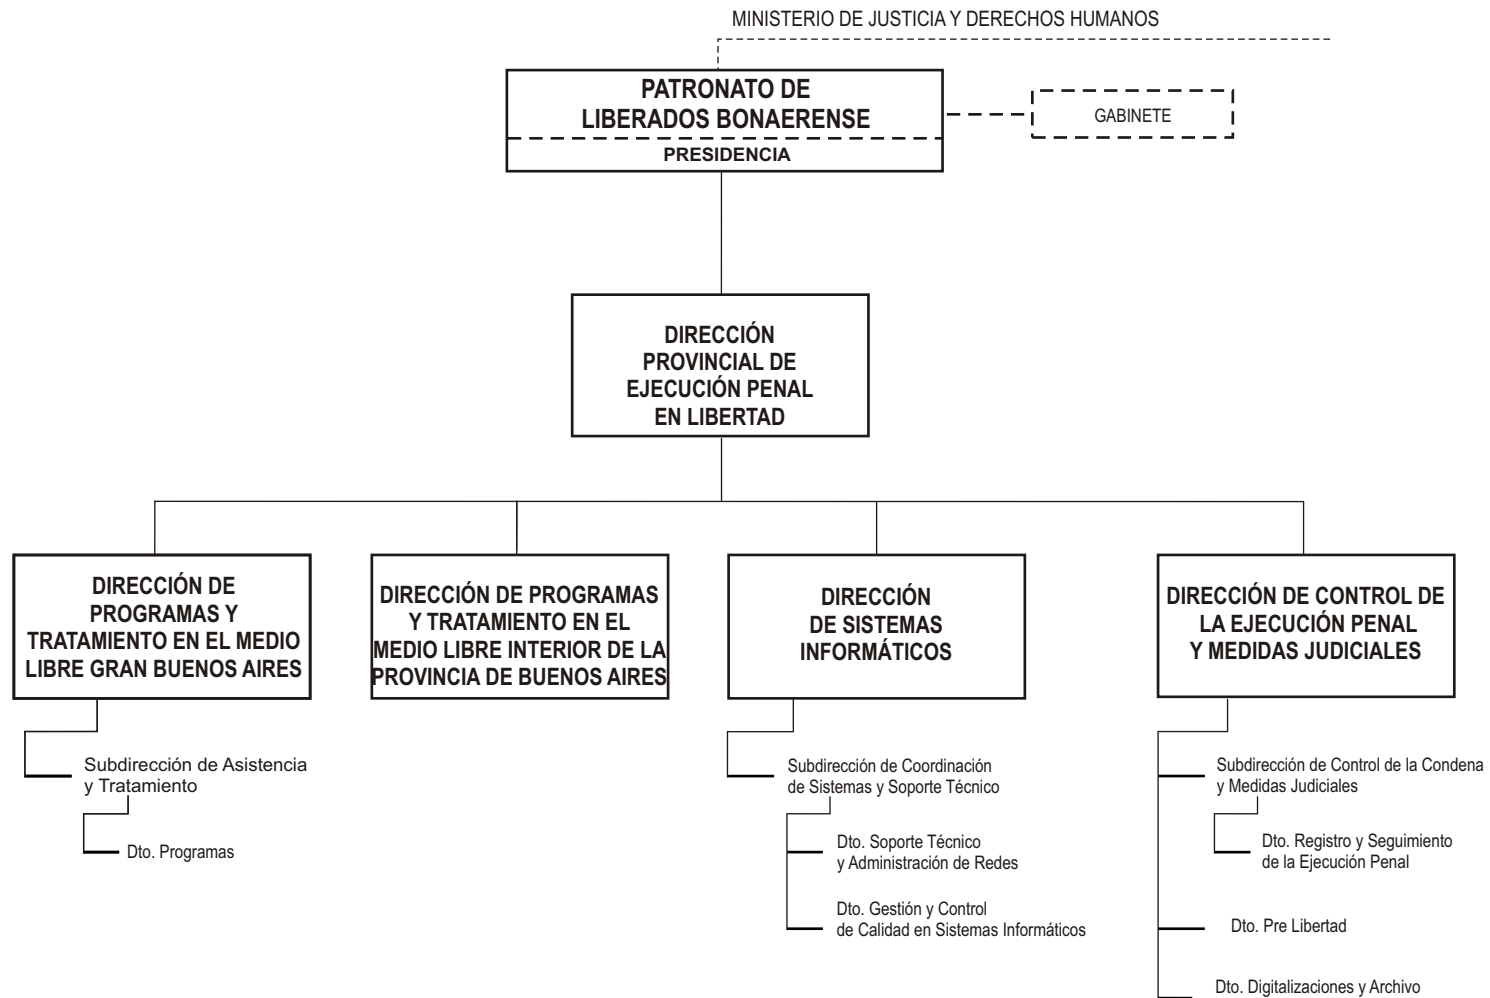 MINISTERIO DE JUSTICIA Y DERECHOS HUMANOS
PATRONATO DE
LIBERADOS BONAERENSE
PRESIDENCIA
GABINETE
DIRECCIÓN
PROVINCIAL DE
EJECUCIÓN PENAL
EN LIBERTAD
DIRECCIÓN DE
PROGRAMAS Y
TRATAMIENTO EN EL MEDIO
LIBRE GRAN BUENOS AIRES
DIRECCIÓN DE PROGRAMAS
Y TRATAMIENTO EN EL
MEDIO LIBRE INTERIOR DE LA
PROVINCIA DE BUENOS AIRES
DIRECCIÓN
DE SISTEMAS
INFORMÁTICOS
DIRECCIÓN DE CONTROL DE
LA EJECUCIÓN PENAL
Y MEDIDAS JUDICIALES
Subdirección de Asistencia
y Tratamiento
Dto. Programas
Subdirección de Coordinación
de Sistemas y Soporte Técnico
Dto. Soporte Técnico
y Administración de Redes
Dto. Gestión y Control
de Calidad en Sistemas Informáticos
Subdirección de Control de la Condena
y Medidas Judiciales
Dto. Registro y Seguimiento
de la Ejecución Penal
Dto. Pre Libertad
Dto. Digitalizaciones y Archivo